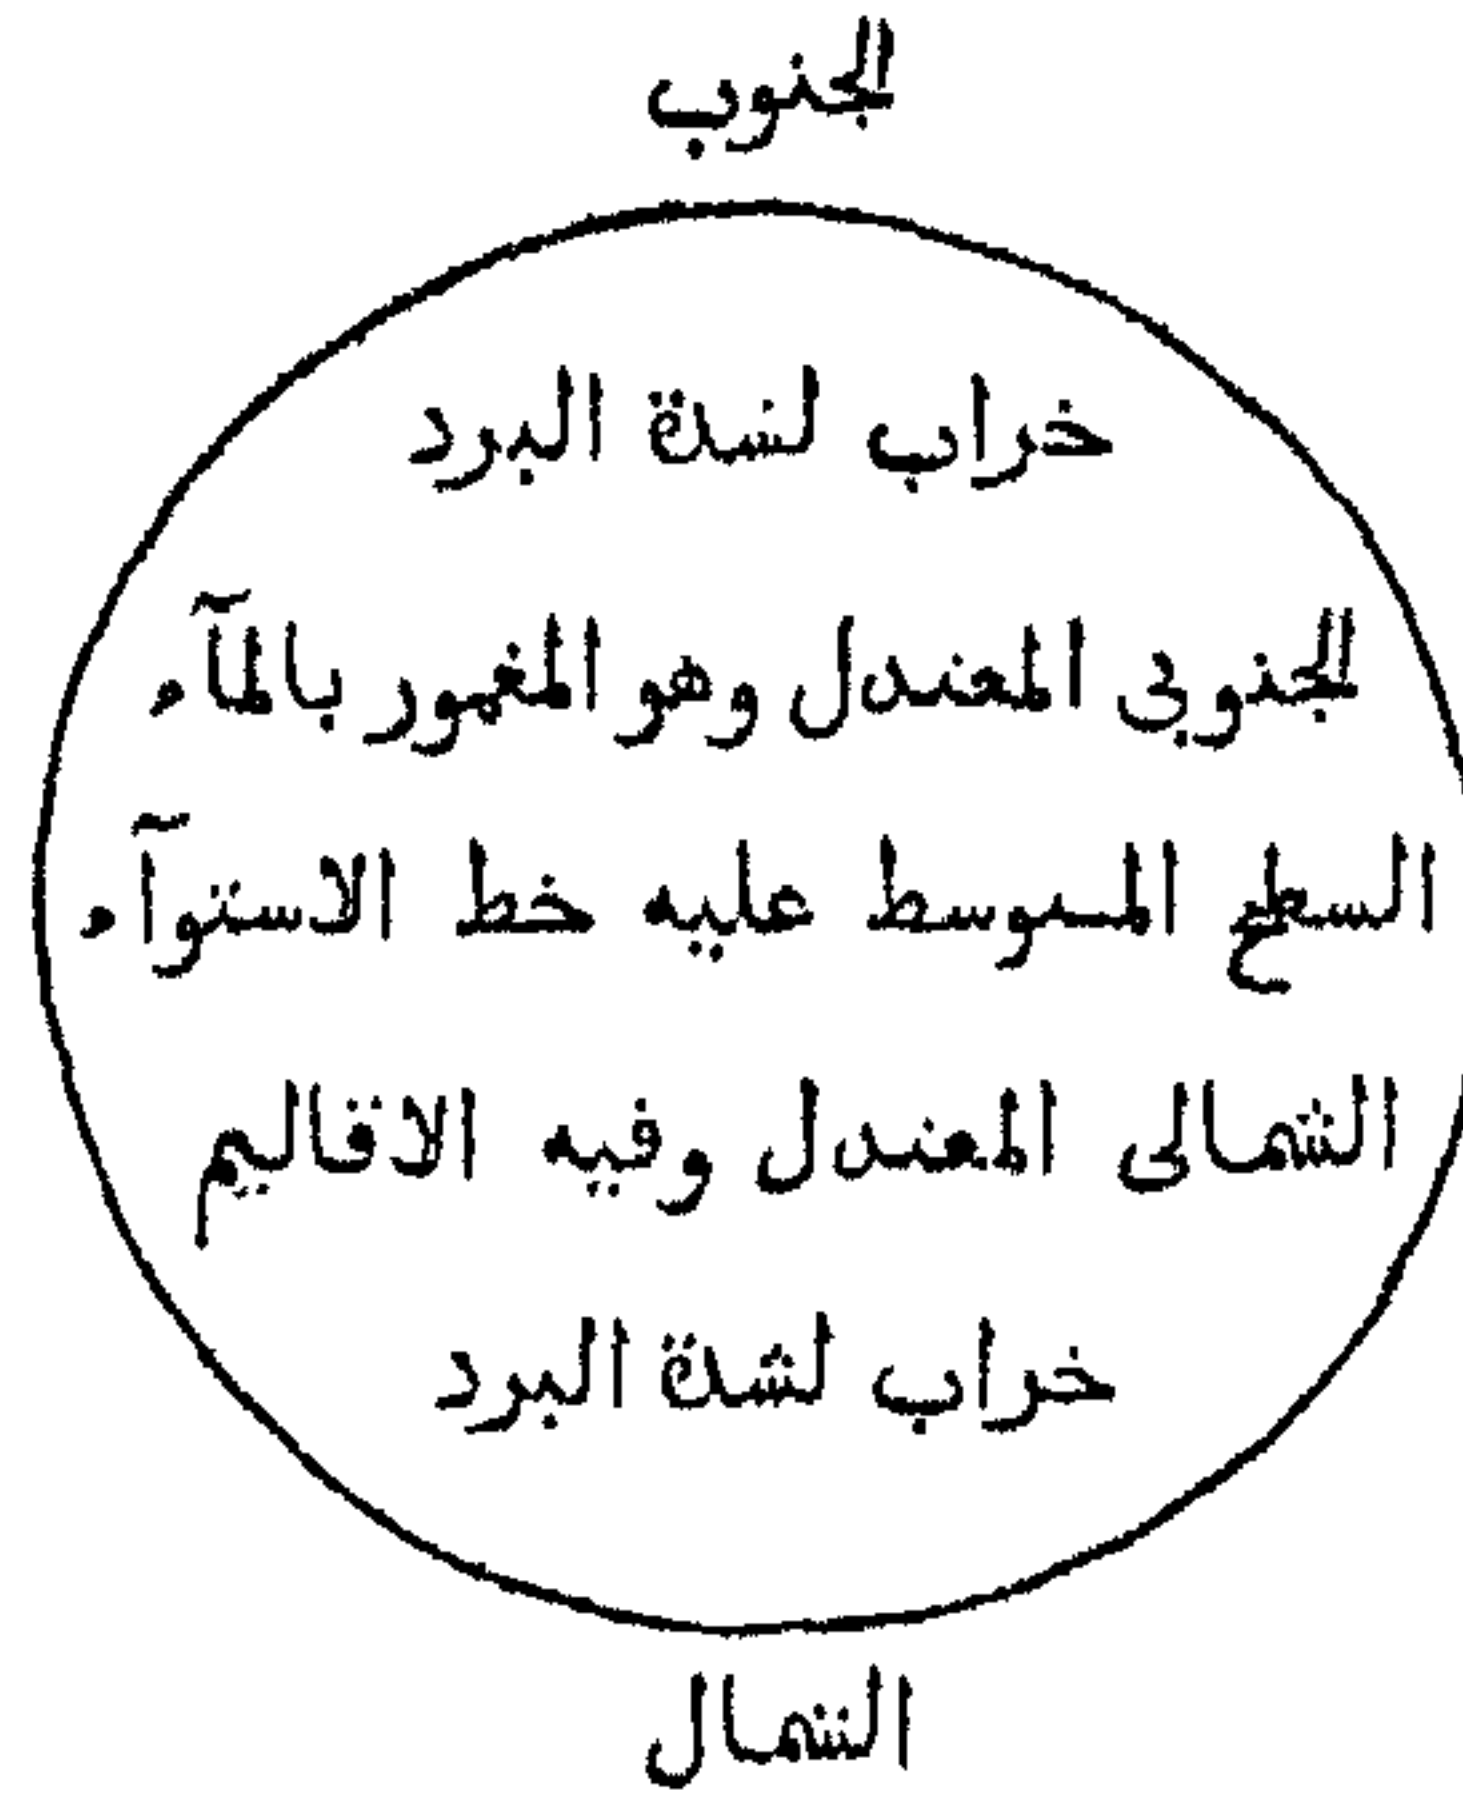 الجنوب
خراب لشدة البرد
الجنوبى المعتدل وهو المغمور بالمآء
السطح المتوسط عليه خط الاستوآء
الشمالى المعتدل وفيه الاقاليم
خراب لشدة البرد
الشمال